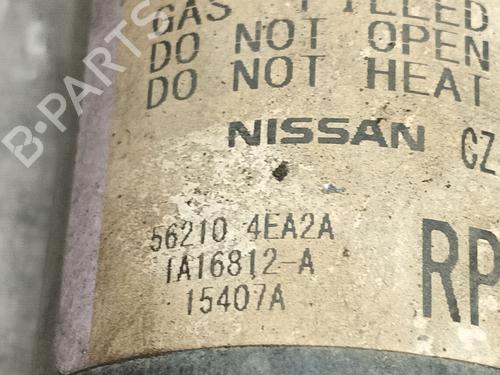 GAS FILLED
DO NOT OPEN
DO NOT HEAT
NISSAN CZ
56210 4EA2A
1A16812-A
15407A
RP
B-PARTS